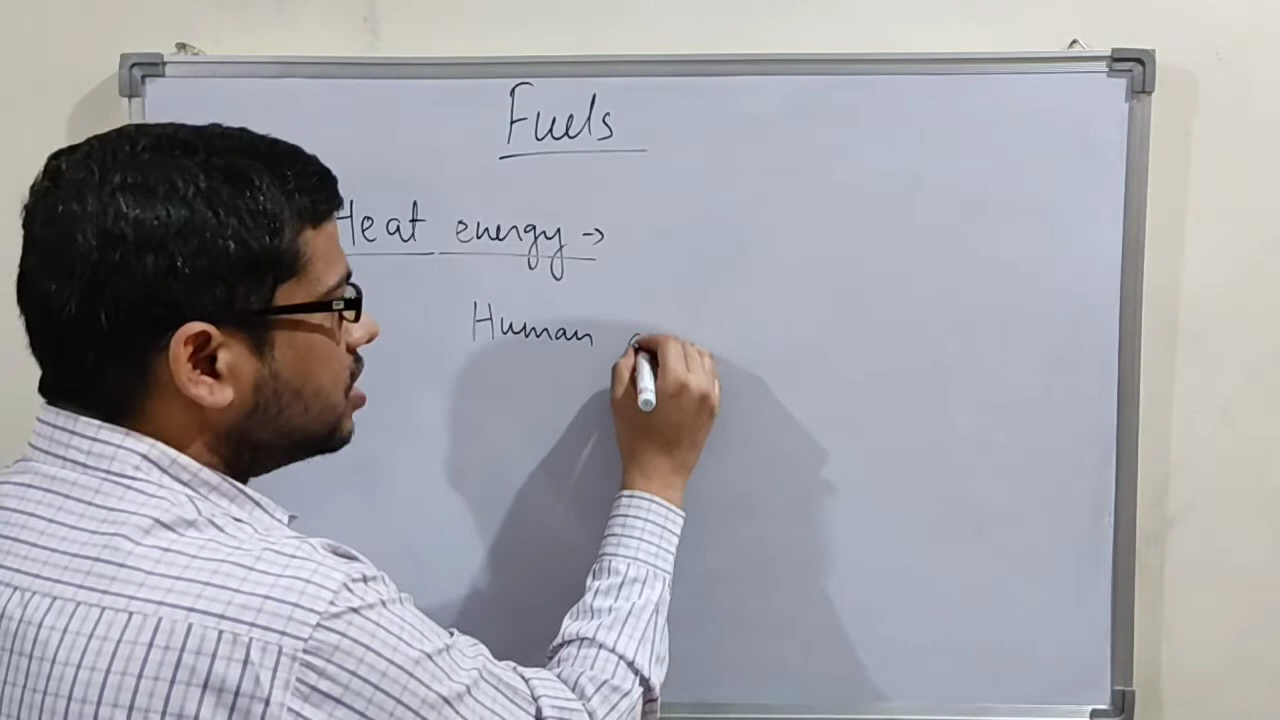 Fuels
Heat energy →
Human